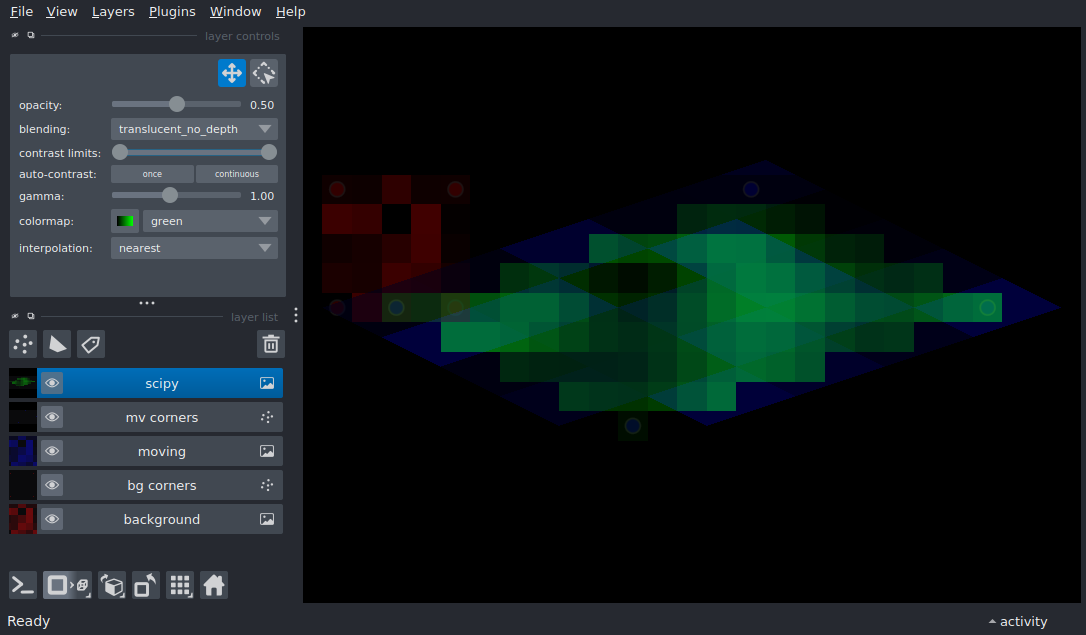 File View Layers Plugins Window Help
layer controls
opacity: 0.50
blending: translucent_no_depth
contrast limits:
auto-contrast: once continuous
gamma: 1.00
colormap: green
interpolation: nearest
layer list
scipy
mv corners
moving
bg corners
background
Ready activity